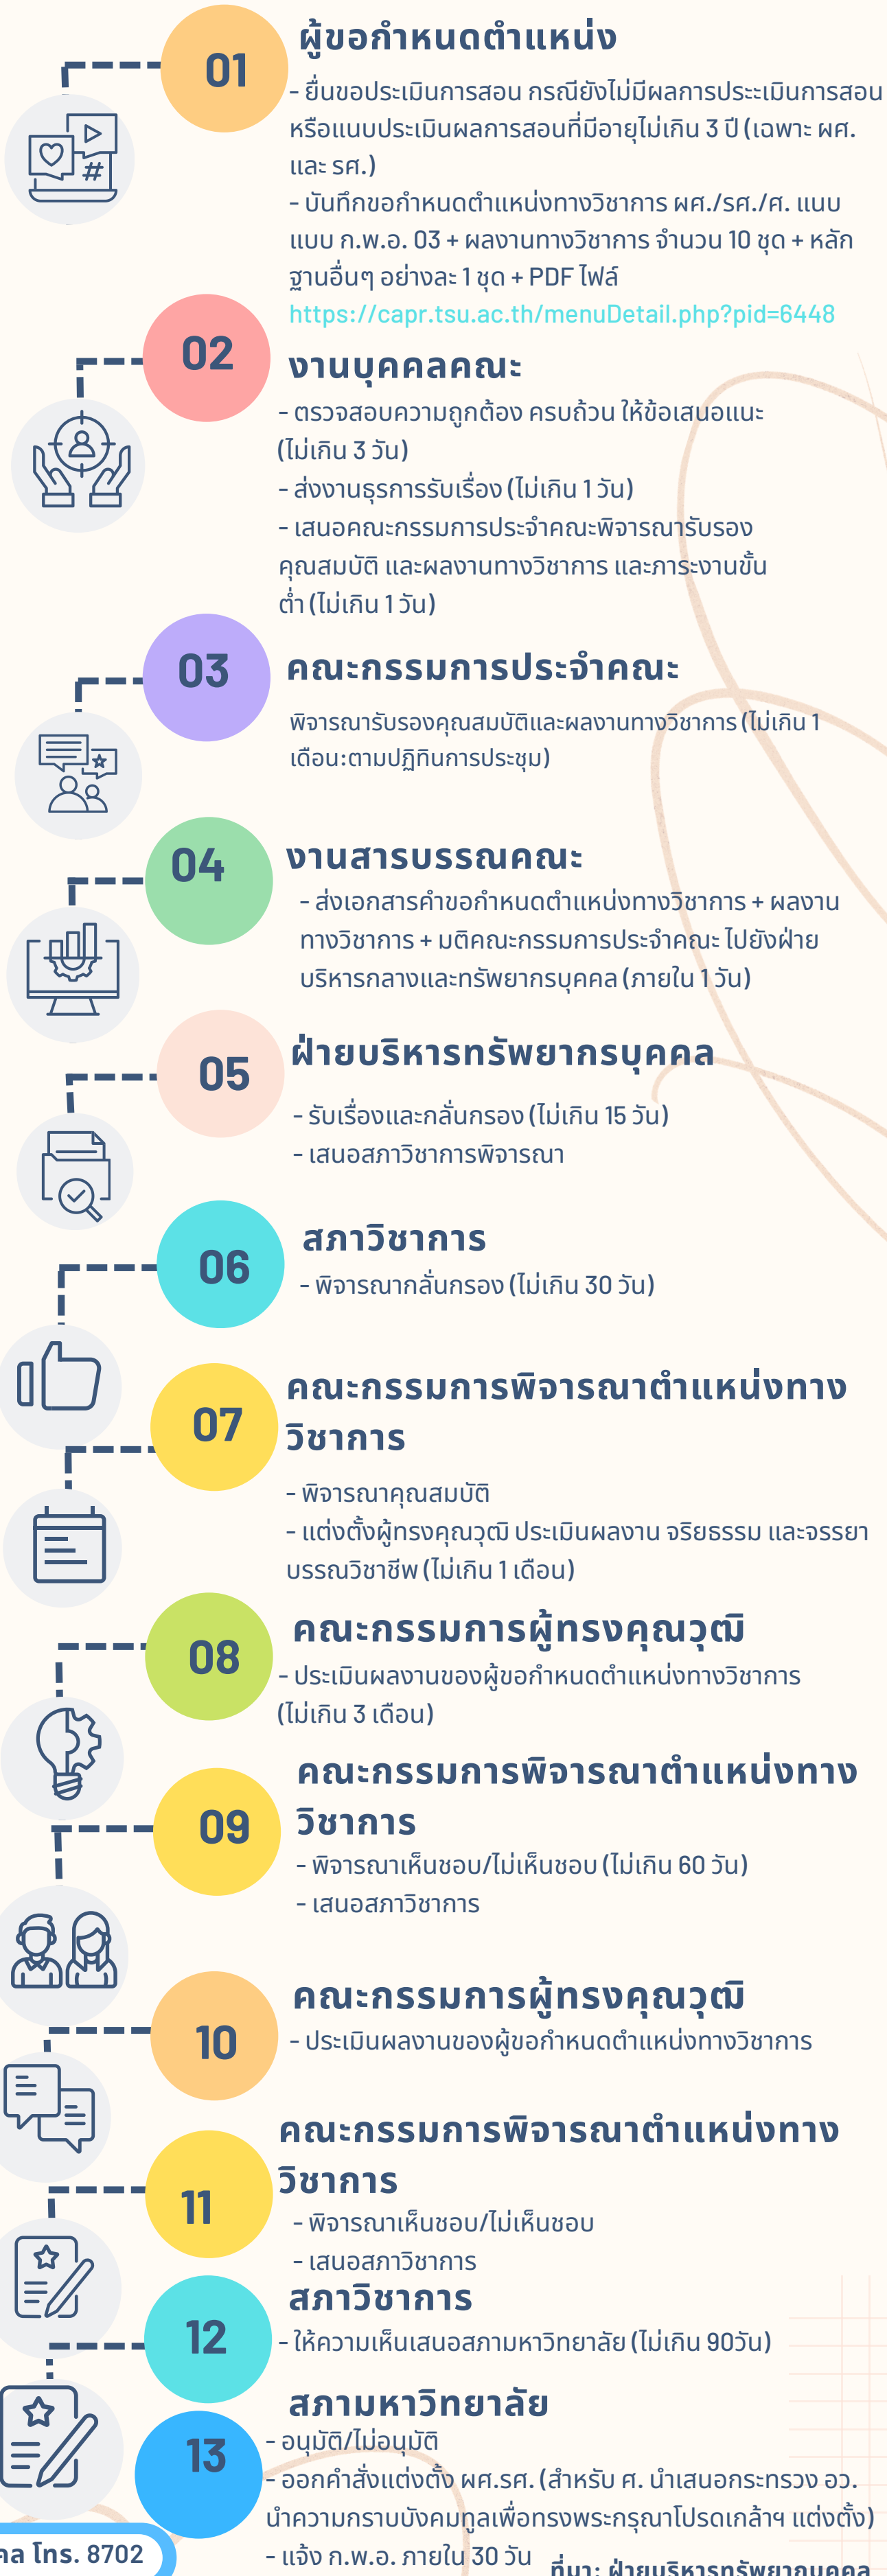 01
ผู้ขอกำหนดตำแหน่ง
- ยื่นขอประเมินการสอน กรณียังไม่มีผลการประะเมินการสอน
หรือแนบประเมินผลการสอนที่มีอายุไม่เกิน 3 ปี (เฉพาะ ผศ.
และ รศ.)
- บันทึกขอกำหนดตำแหน่งทางวิชาการ ผศ./รศ./ศ. แนบ
แบบ ก.พ.อ. 03 + ผลงานทางวิชาการ จำนวน 10 ชุด + หลัก
ฐานอื่นๆ อย่างละ 1 ชุด + PDF ไฟล์
https://capr.tsu.ac.th/menuDetail.php?pid=6448
02
งานบุคคลคณะ
- ตรวจสอบความถูกต้อง ครบถ้วน ให้ข้อเสนอแนะ
(ไม่เกิน 3 วัน)
- ส่งงานธุรการรับเรื่อง (ไม่เกิน 1 วัน)
- เสนอคณะกรรมการประจำคณะพิจารณารับรอง
คุณสมบัติ และผลงานทางวิชาการ และภาระงานขั้น
ต่ำ (ไม่เกิน 1 วัน)
03
คณะกรรมการประจำคณะ
พิจารณารับรองคุณสมบัติและผลงานทางวิชาการ (ไม่เกิน 1
เดือน:ตามปฏิทินการประชุม)
04
งานสารบรรณคณะ
- ส่งเอกสารคำขอกำหนดตำแหน่งทางวิชาการ + ผลงาน
ทางวิชาการ + มติคณะกรรมการประจำคณะ ไปยังฝ่าย
บริหารกลางและทรัพยากรบุคคล (ภายใน 1 วัน)
05
ฝ่ายบริหารทรัพยากรบุคคล
- รับเรื่องและกลั่นกรอง (ไม่เกิน 15 วัน)
- เสนอสภาวิชาการพิจารณา
06
สภาวิชาการ
- พิจารณากลั่นกรอง (ไม่เกิน 30 วัน)
07
คณะกรรมการพิจารณาตำแหน่งทาง
วิชาการ
- พิจารณาคุณสมบัติ
- แต่งตั้งผู้ทรงคุณวุฒิ ประเมินผลงาน จริยธรรม และจรรยา
บรรณวิชาชีพ (ไม่เกิน 1 เดือน)
08
คณะกรรมการผู้ทรงคุณวุฒิ
- ประเมินผลงานของผู้ขอกำหนดตำแหน่งทางวิชาการ
(ไม่เกิน 3 เดือน)
09
คณะกรรมการพิจารณาตำแหน่งทาง
วิชาการ
- พิจารณาเห็นชอบ/ไม่เห็นชอบ (ไม่เกิน 60 วัน)
- เสนอสภาวิชาการ
10
คณะกรรมการผู้ทรงคุณวุฒิ
- ประเมินผลงานของผู้ขอกำหนดตำแหน่งทางวิชาการ
11
คณะกรรมการพิจารณาตำแหน่งทาง
วิชาการ
- พิจารณาเห็นชอบ/ไม่เห็นชอบ
- เสนอสภาวิชาการ
12
สภาวิชาการ
- ให้ความเห็นเสนอสภามหาวิทยาลัย (ไม่เกิน 90วัน)
13
สภามหาวิทยาลัย
- อนุมัติ/ไม่อนุมัติ
- ออกคำสั่งแต่งตั้ง ผศ.รศ. (สำหรับ ศ. นำเสนอกระทรวง อว.
นำความกราบบังคมทูลเพื่อทรงพระกรุณาโปรดเกล้าฯ แต่งตั้ง)
- แจ้ง ก.พ.อ. ภายใน 30 วัน
คล โทร. 8702
ที่มา: ฝ่ายบริหารทรัพยากบุคคล